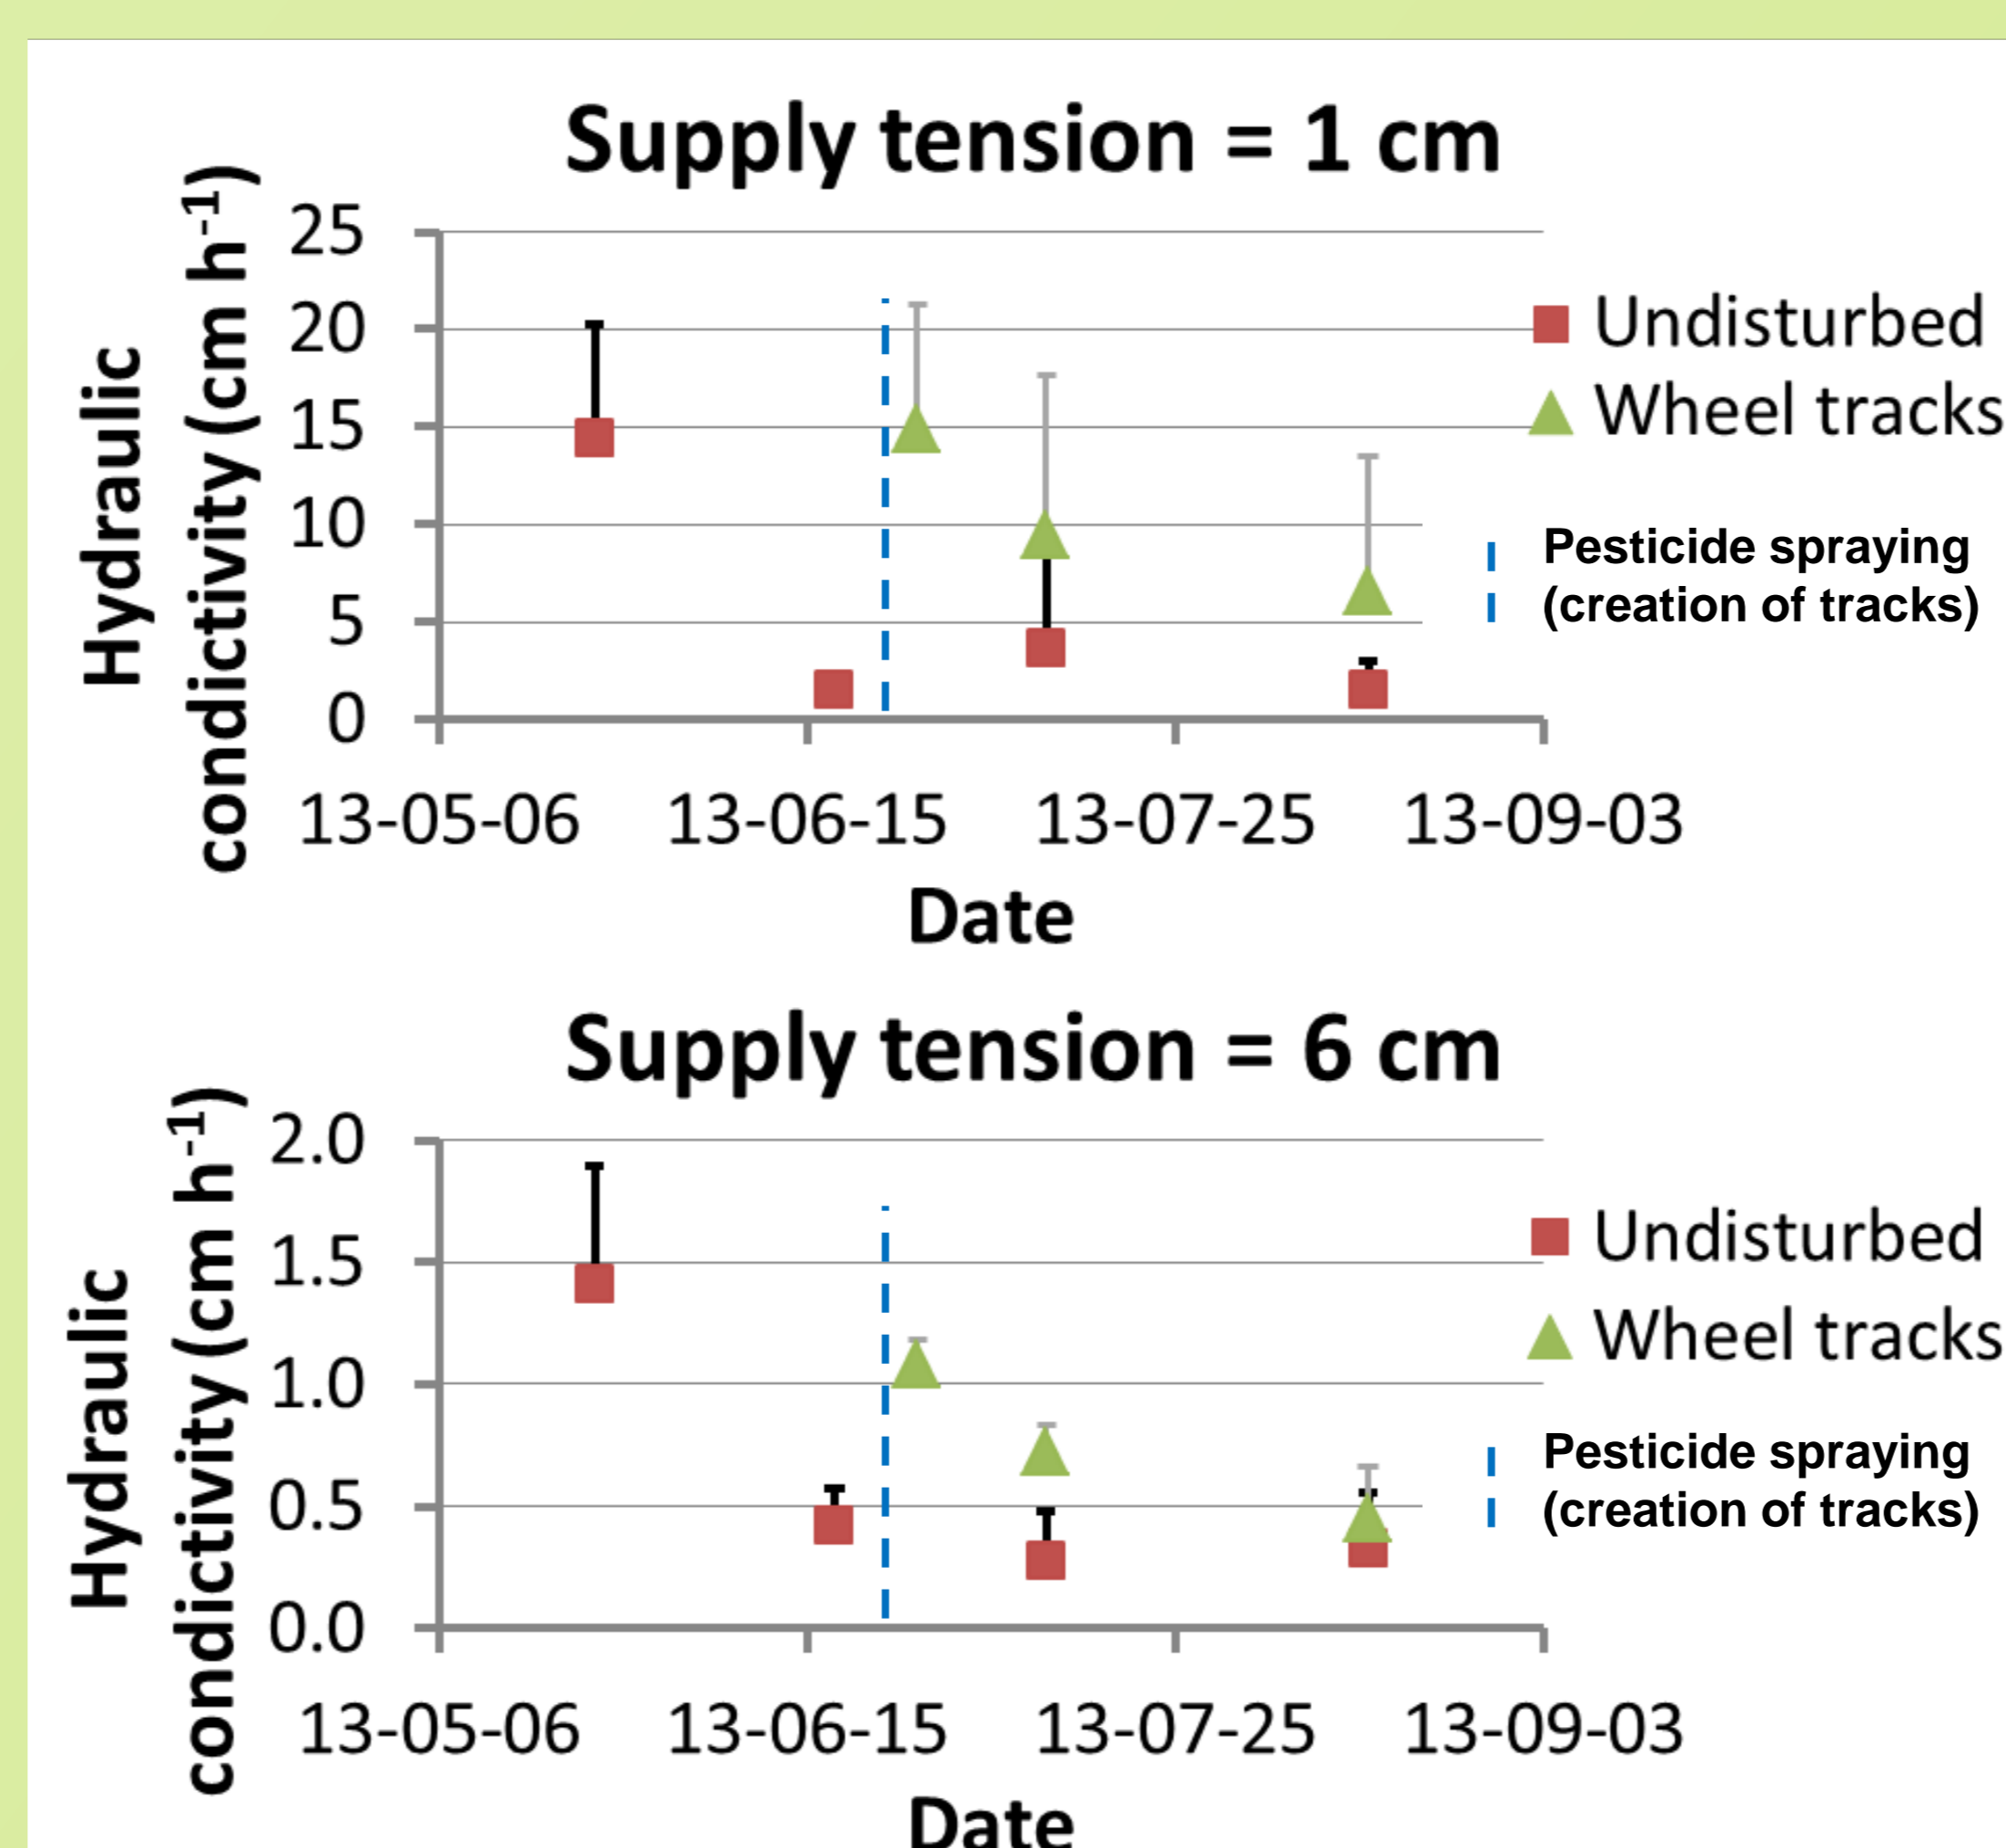 Supply tension = 1 cm
Hydraulic
condictivity (cm h-1)
25
20
15
10
5
0
Undisturbed
Wheel tracks
Pesticide spraying
(creation of tracks)
13-05-06 13-06-15 13-07-25 13-09-03
Date
Supply tension = 6 cm
Hydraulic
condictivity (cm h-1)
2.0
1.5
1.0
0.5
0.0
Undisturbed
Wheel tracks
Pesticide spraying
(creation of tracks)
13-05-06 13-06-15 13-07-25 13-09-03
Date